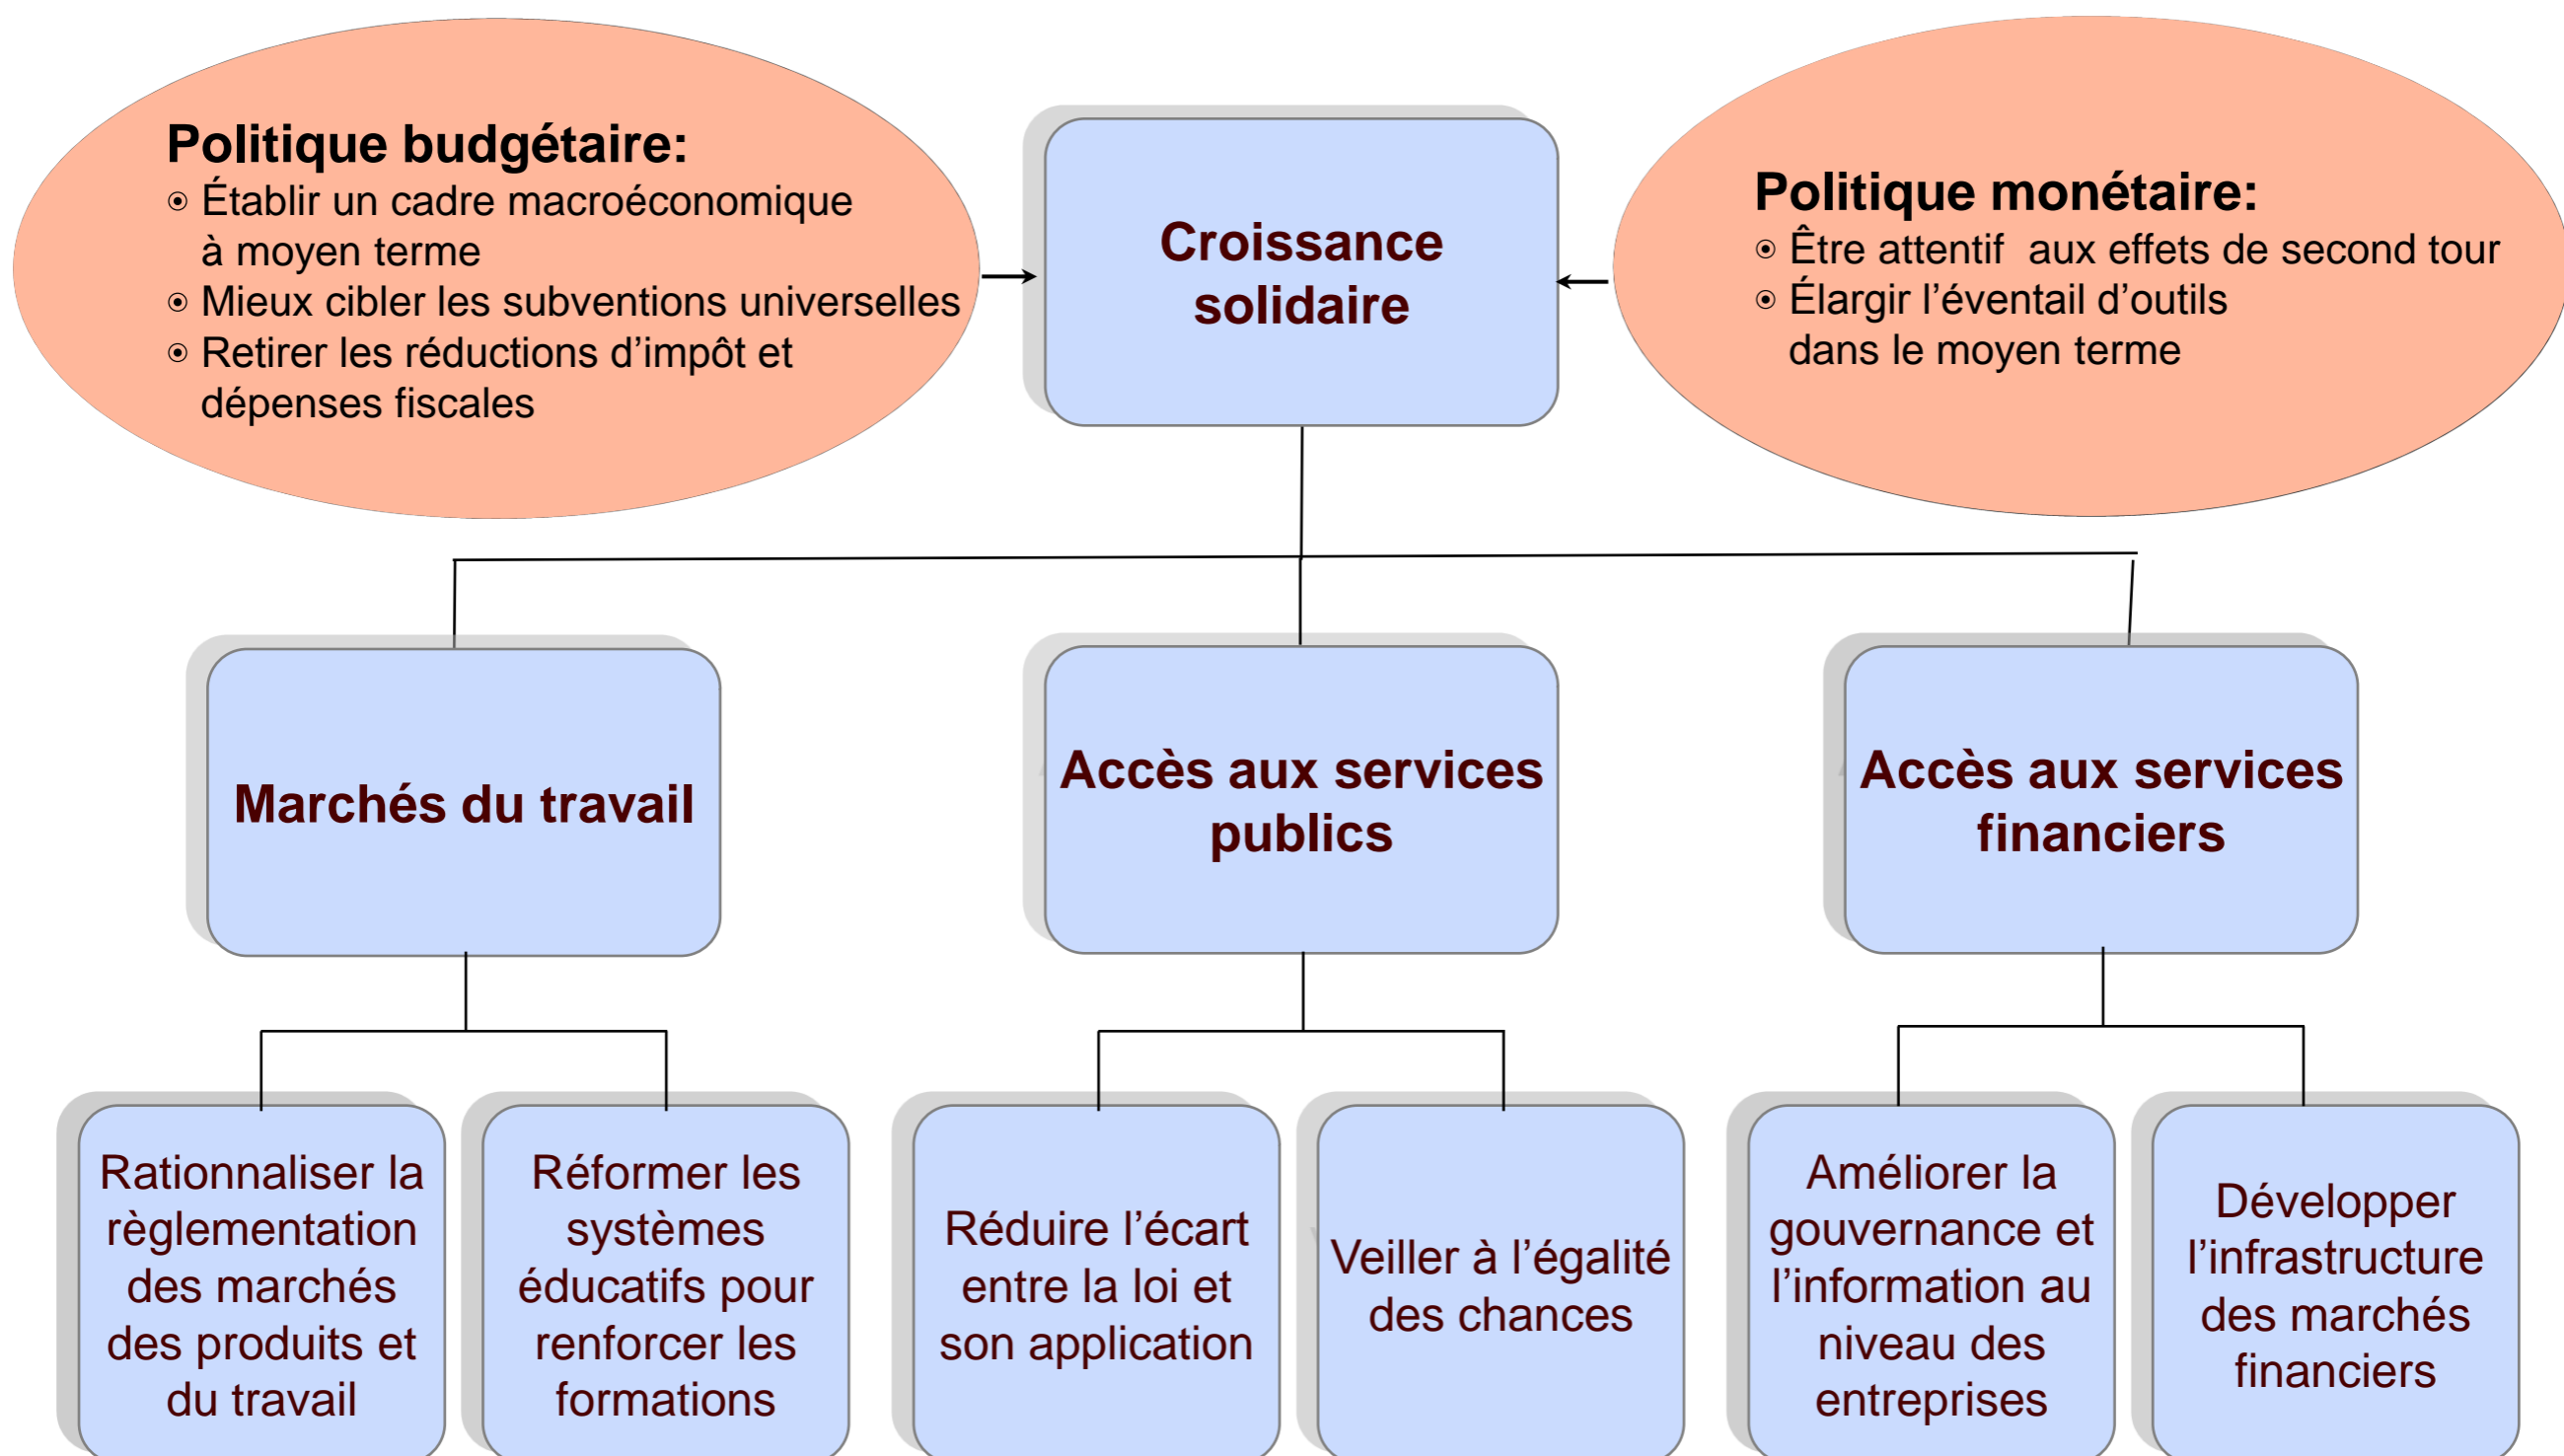 Politique budgétaire:
⦿ Établir un cadre macroéconomique
à moyen terme
⦿ Mieux cibler les subventions universelles
⦿ Retirer les réductions d’impôt et
dépenses fiscales
Croissance
solidaire
Politique monétaire:
⦿ Être attentif  aux effets de second tour
⦿ Élargir l’éventail d’outils
dans le moyen terme
Marchés du travail
Accès aux services
publics
Accès aux services
financiers
Rationnaliser la
règlementation
des marchés
des produits et
du travail
Réformer les
systèmes
éducatifs pour
renforcer les
formations
Réduire l’écart
entre la loi et
son application
Veiller à l’égalité
des chances
Améliorer la
gouvernance et
l’information au
niveau des
entreprises
Développer
l’infrastructure
des marchés
financiers